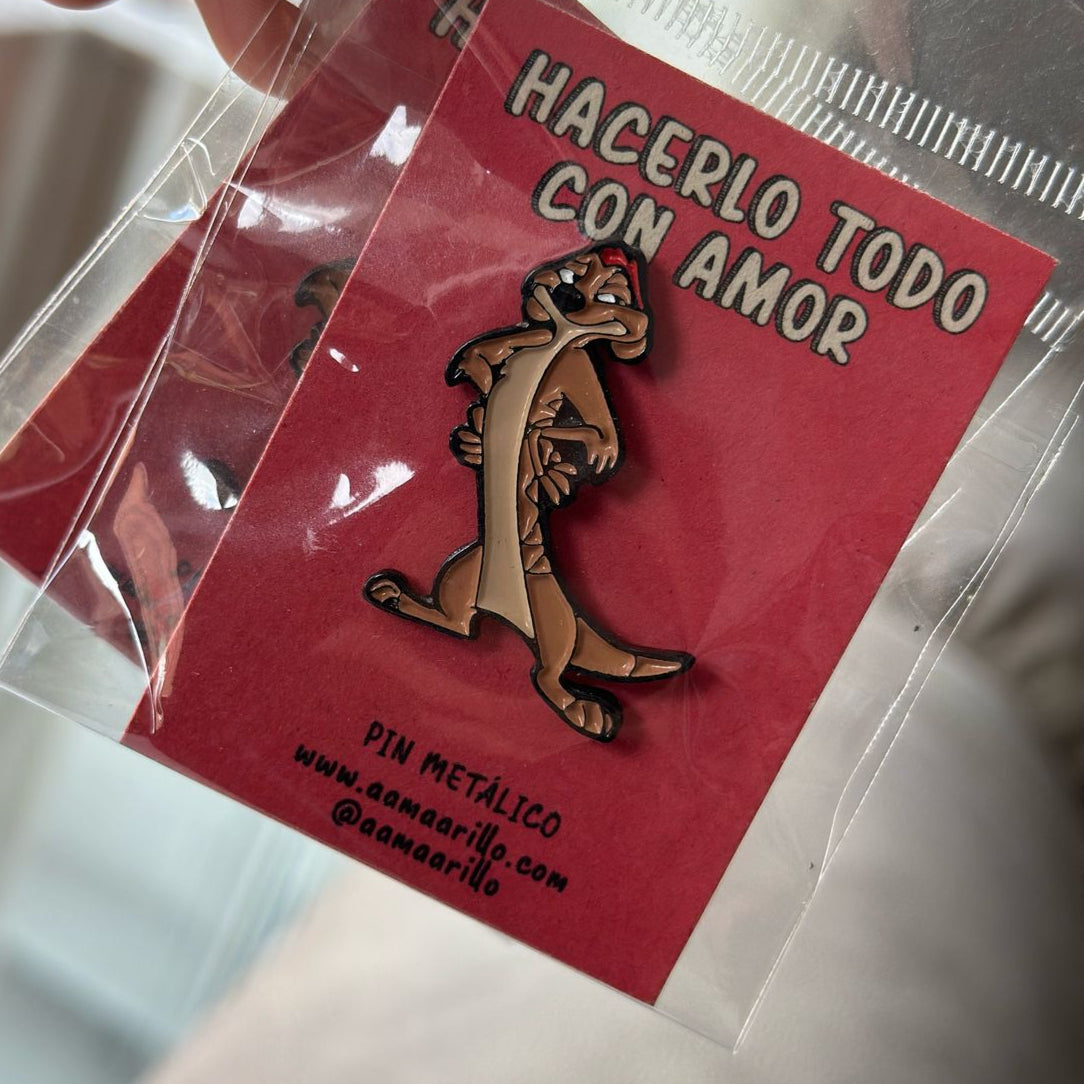 HACERLO TODO
CON AMOR
PIN METÁLICO
www.aamaarillo.com
@aamaarillo